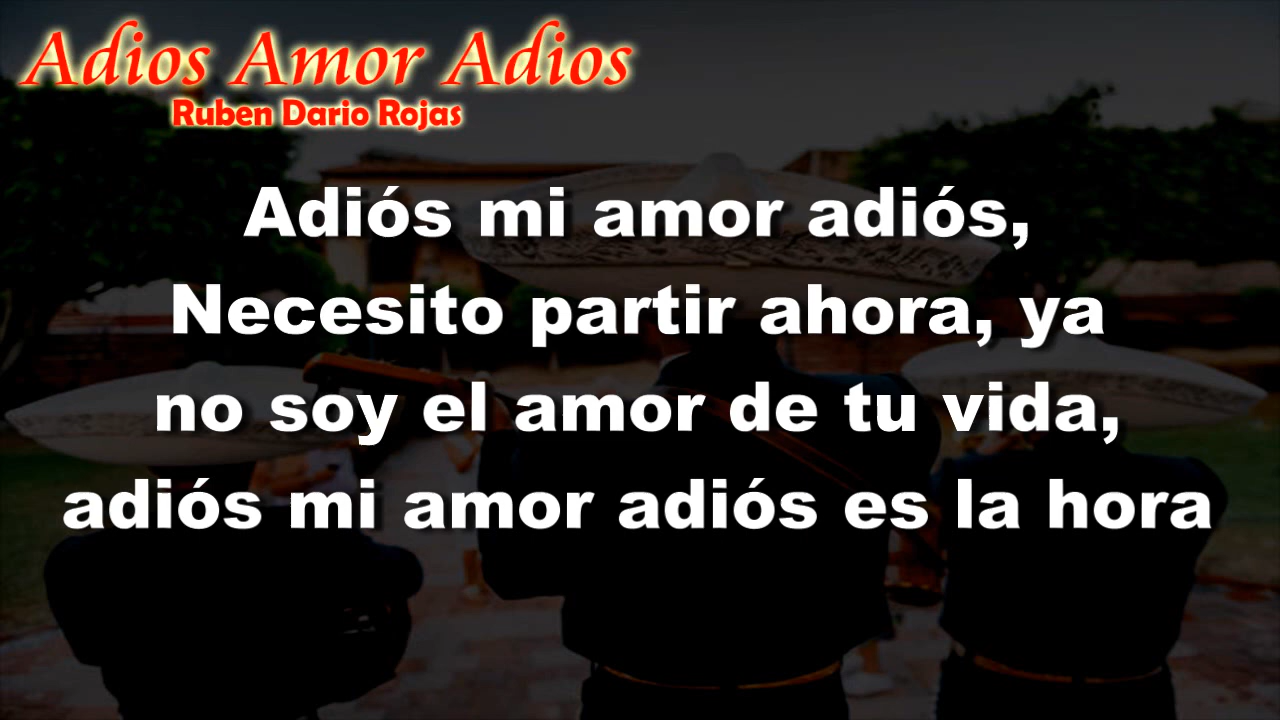 Adios Amor Adios
Ruben Dario Rojas
Adiós mi amor adiós,
Necesito partir ahora, ya
no soy el amor de tu vida,
adiós mi amor adiós es la hora